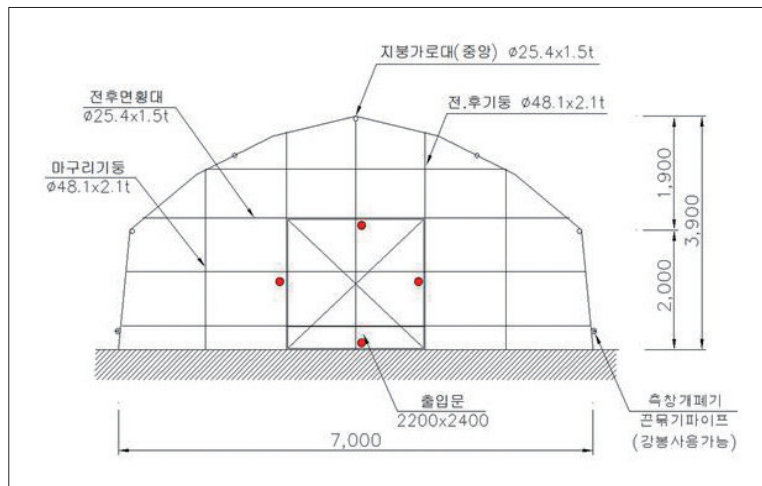 지붕가로대(중앙) ø25.4x1.5t
전후면횡대
ø25.4x1.5t
전.후기둥 ø48.1x2.1t
마구리기둥
ø48.1x2.1t
1,900
3,900
2,000
출입문
2200x2400
측창개폐기
끈묶기파이프
(강봉사용가능)
7,000